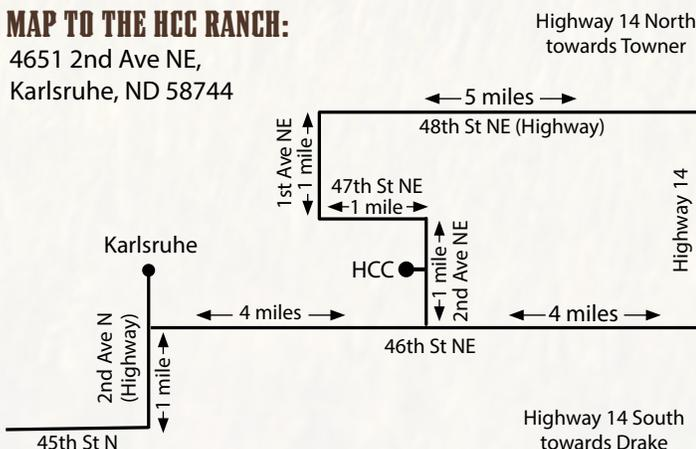 MAP TO THE HCC RANCH:
4651 2nd Ave NE,
Karlsruhe, ND 58744
Highway 14 North
towards Towner
5 miles
48th St NE (Highway)
1st Ave NE
1 mile
47th St NE
1 mile
Highway 14
Karlsruhe
HCC
1 mile
2nd Ave NE
4 miles
4 miles
46th St NE
2nd Ave N
(Highway)
1 mile
45th St N
Highway 14 South
towards Drake